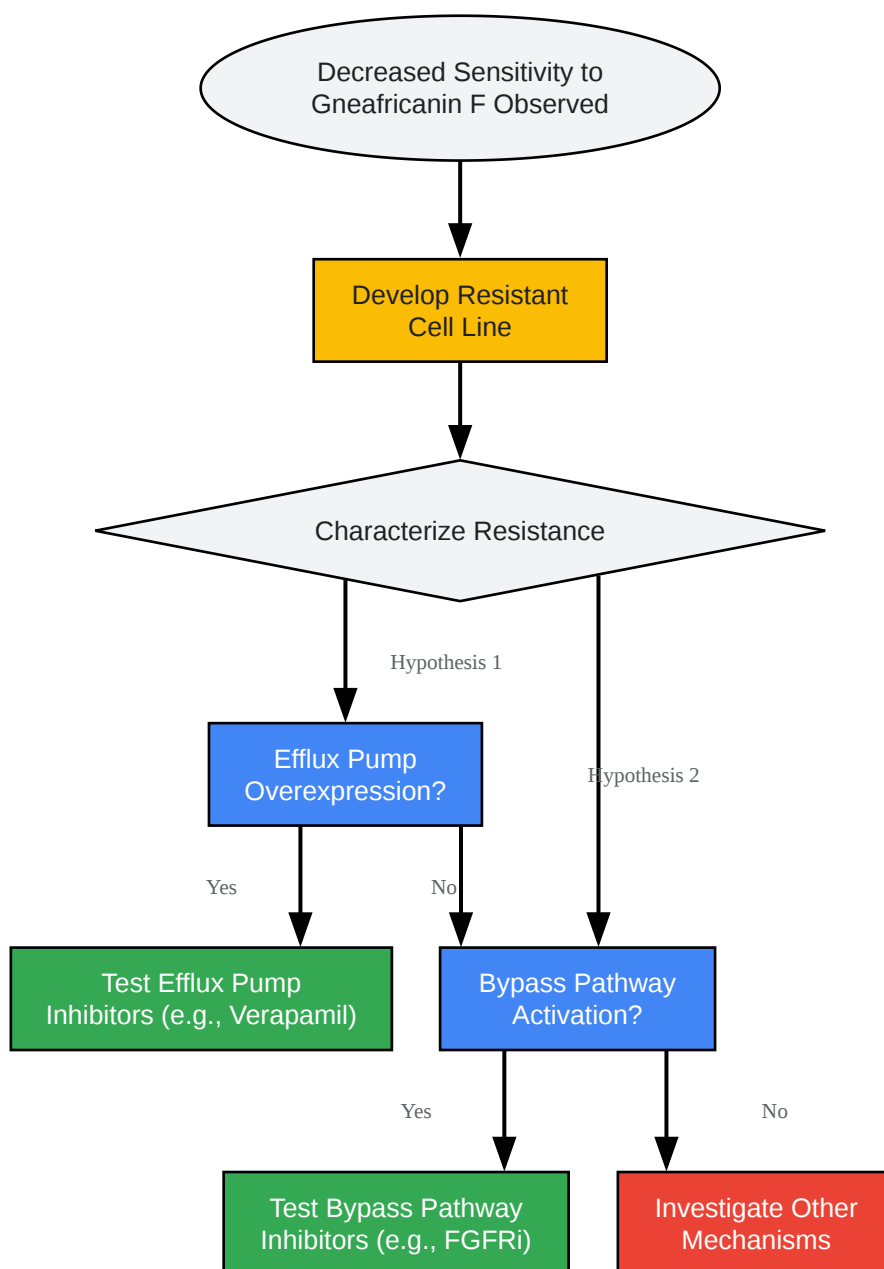 Decreased Sensitivity to
Gneafricanin F Observed
Develop Resistant
Cell Line
Characterize Resistance
Hypothesis 1
Efflux Pump
Overexpression?
Hypothesis 2
Yes
No
Test Efflux Pump
Inhibitors (e.g., Verapamil)
Bypass Pathway
Activation?
Yes
No
Test Bypass Pathway
Inhibitors (e.g., FGFRi)
Investigate Other
Mechanisms